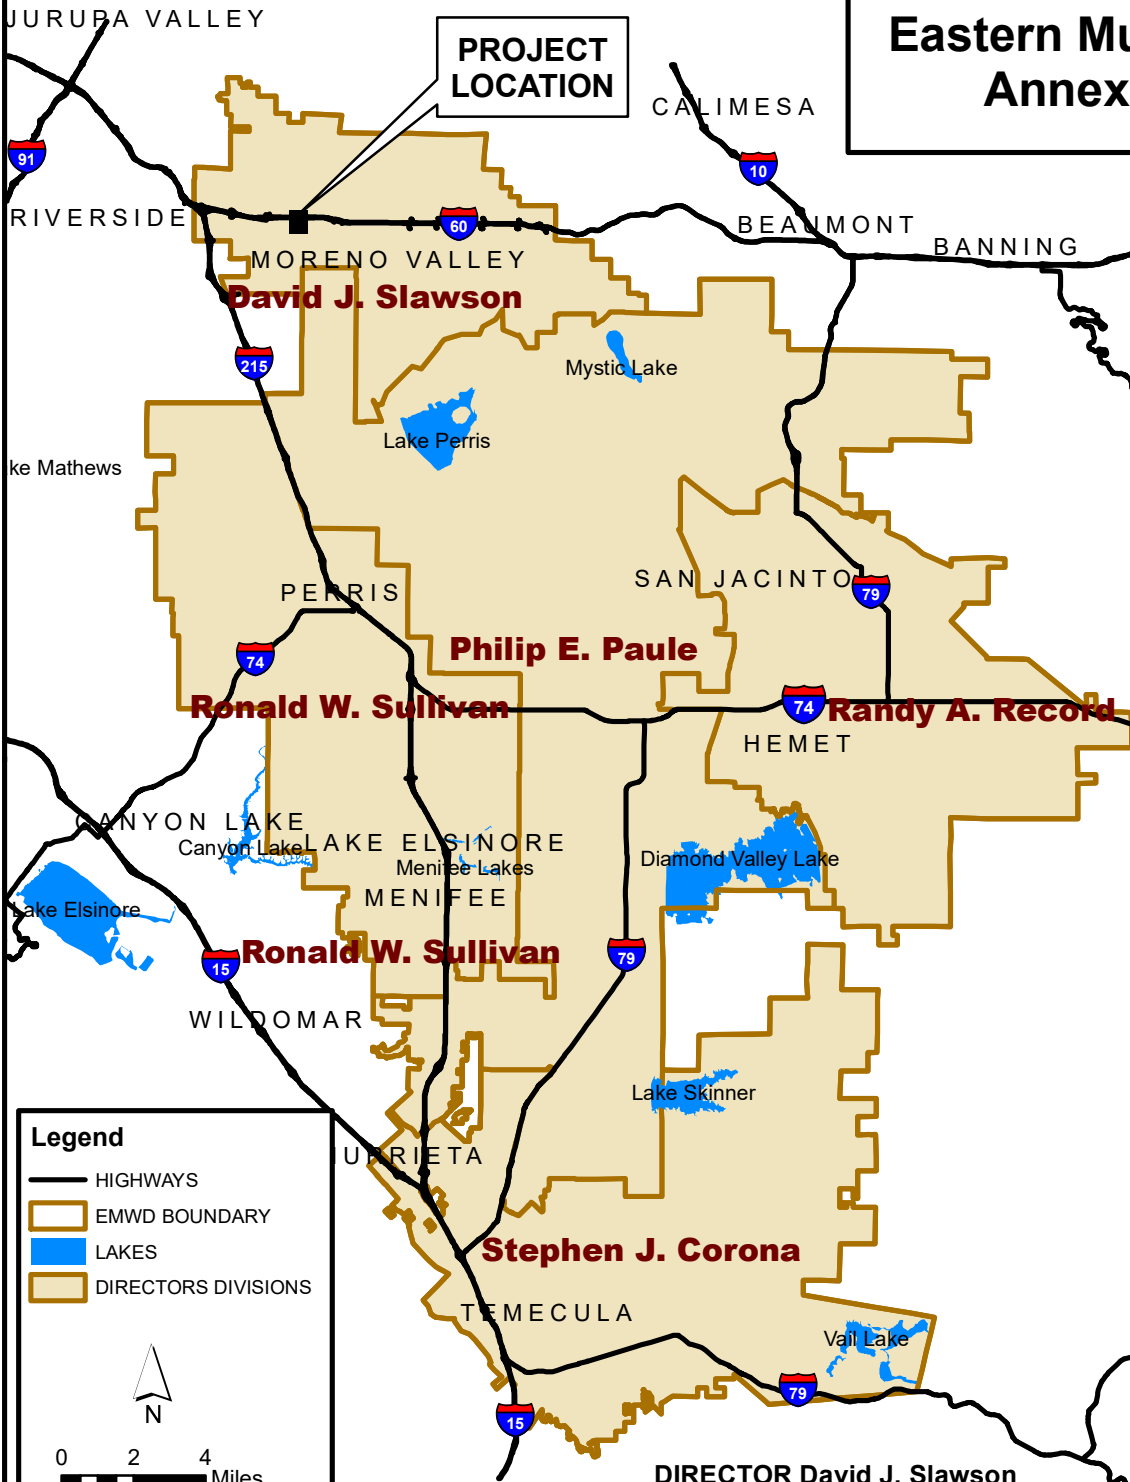 JURUPA VALLEY
PROJECT
LOCATION
Eastern
Annex
CALIMESA
91
10
RIVERSIDE
60
BEAUMONT
BANNING
MORENO VALLEY
David J. Slawson
215
Mystic Lake
Lake Perris
ke Mathews
SAN JACINTO
79
PERRIS
74
Philip E. Paule
Ronald W. Sullivan
74
Randy A. Record
HEMET
CANYON LAKE
Canyon Lake
LAKE ELSINORE
Menifee Lakes
Diamond Valley Lake
MENIFEE
Lake Elsinore
Ronald W. Sullivan
15
79
WILDOMAR
Lake Skinner
Legend
HIGHWAYS
EMWD BOUNDARY
LAKES
DIRECTORS DIVISIONS
URRIETA
Stephen J. Corona
TEMECULA
Vail Lake
79
15
N
0 2 4
Miles
DIRECTOR David J. Slawson